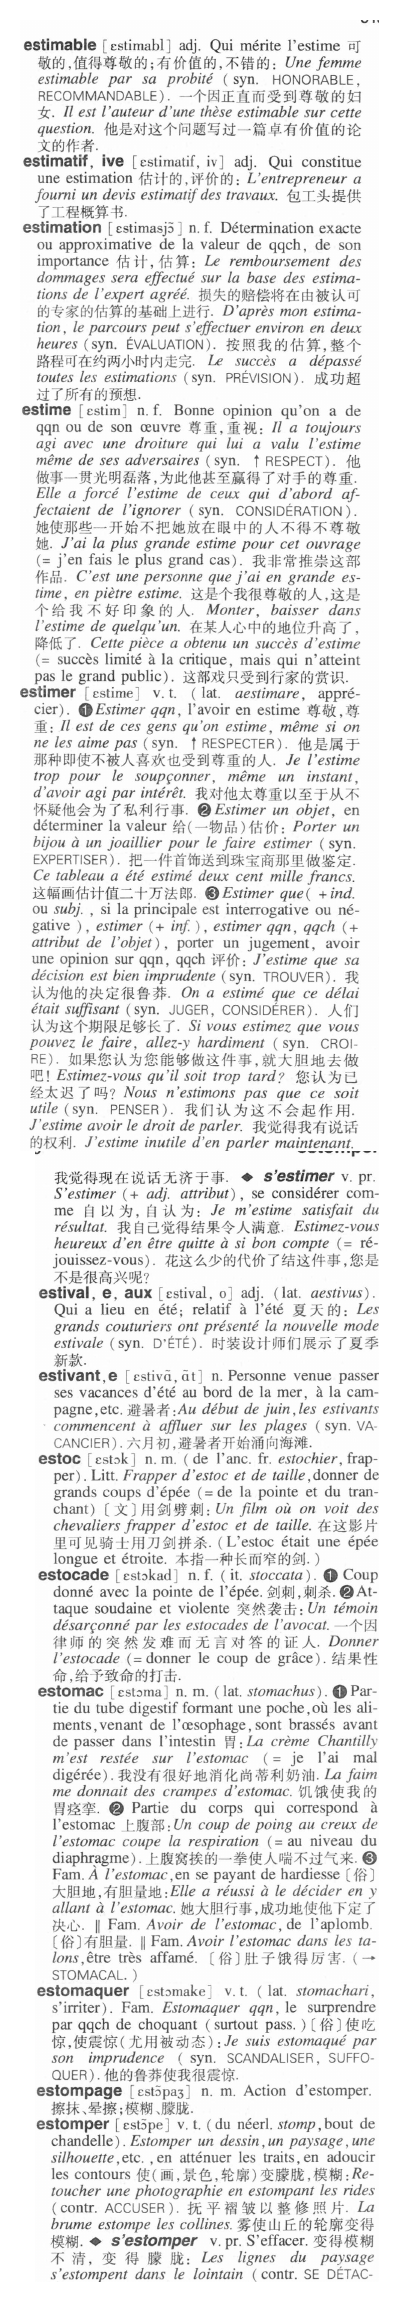 estimable [ɛstimabl] adj. Qui mérite l'estime 可
敬的,值得尊敬的;有价值的,不错的: Une femme
estimable par sa probité (syn. HONORABLE,
RECOMMANDABLE). 一个因正直而受到尊敬的妇
女. Il est l'auteur d'une thèse estimable sur cette
question. 他是对这个问题写过一篇卓有价值的论
文的作者.
estimatif, ive [ɛstimatif, iv] adj. Qui constitue
une estimation 估计的,评价的: L'entrepreneur a
fourni un devis estimatif des travaux. 包工头提供
了工程概算书.
estimation [ɛstimasjɔ̃] n. f. Détermination exacte
ou approximative de la valeur de qqch, de son
importance 估计,估算: Le remboursement des
dommages sera effectué sur la base des estima-
tions de l'expert agréé. 损失的赔偿将在由被认可
的专家的估算的基础上进行. D'après mon estima-
tion, le parcours peut s'effectuer environ en deux
heures (syn. ÉVALUATION). 按照我的估算,整个
路程可在约两小时内走完. Le succès a dépassé
toutes les estimations (syn. PRÉVISION). 成功超
过了所有的预想.
estime [ɛstim] n. f. Bonne opinion qu'on a de
qqn ou de son œuvre 尊重,重视: Il a toujours
agi avec une droiture qui lui a valu l'estime
même de ses adversaires (syn. ↑ RESPECT). 他
做事一贯光明磊落,为此他甚至赢得了对手的尊重.
Elle a forcé l'estime de ceux qui d'abord af-
fectaient de l'ignorer (syn. CONSIDÉRATION).
她使那些一开始不把她放在眼中的人不得不尊敬
她. J'ai la plus grande estime pour cet ouvrage
(= j'en fais le plus grand cas). 我非常推崇这部
作品. C'est une personne que j'ai en grande es-
time, en piètre estime. 这是个我很尊敬的人,这是
个给我不好印象的人. Monter, baisser dans
l'estime de quelqu'un. 在某人心中的地位升高了,
降低了. Cette pièce a obtenu un succès d'estime
(= succès limité à la critique, mais qui n'atteint
pas le grand public). 这部戏只受到行家的赏识.
estimer [ɛstime] v. t. ( lat. aestimare, appré-
cier). ❶Estimer qqn, l'avoir en estime 尊敬,尊
重: Il est de ces gens qu'on estime, même si on
ne les aime pas (syn. ↑ RESPECTER). 他是属于
那种即使不被人喜欢也受到尊重的人. Je l'estime
trop pour le soupçonner, même un instant,
d'avoir agi par intérêt. 我对他太尊重以至于从不
怀疑他会为了私利行事. ❷ Estimer un objet, en
déterminer la valeur 给(一物品)估价: Porter un
bijou à un joaillier pour le faire estimer (syn.
EXPERTISER). 把一件首饰送到珠宝商那里做鉴定.
Ce tableau a été estimé deux cent mille francs.
这幅画估计值二十万法郎. ❸ Estimer que( +ind.
ou subj. , si la principale est interrogative ou né-
gative ), estimer (+ inf. ), estimer qqn, qqch (+
attribut de l'objet), porter un jugement, avoir
une opinion sur qqn, qqch 评价: J'estime que sa
décision est bien imprudente (syn. TROUVER). 我
认为他的决定很鲁莽. On a estimé que ce délai
était suffisant (syn. JUGER, CONSIDÉRER). 人们
认为这个期限足够长了. Si vous estimez que vous
pouvez le faire, allez-y hardiment ( syn. CROI-
RE). 如果您认为您能够做这件事,就大胆地去做
吧! Estimez-vous qu'il soit trop tard? 您认为已
经太迟了吗? Nous n'estimons pas que ce soit
utile (syn. PENSER). 我们认为这不会起作用.
J'estime avoir le droit de parler. 我觉得我有说话
的权利. J'estime inutile d'en parler maintenant.
我觉得现在说话无济于事. ◆ s'estimer v. pr.
S'estimer (+ adj. attribut), se considérer com-
me 自以为,自认为: Je m'estime satisfait du
résultat. 我自己觉得结果令人满意. Estimez-vous
heureux d'en être quitte à si bon compte (= ré-
jouissez-vous). 花这么少的代价了结这件事,您是
不是很高兴呢?
estival, e, aux [ɛstival, o] adj. (lat. aestivus).
Qui a lieu en été; relatif à l'été 夏天的: Les
grands couturiers ont présenté la nouvelle mode
estivale (syn. D'ÉTÉ). 时装设计师们展示了夏季
新款.
estivant,e [ɛstivɑ̃, ɑ̃t] n. Personne venue passer
ses vacances d'été au bord de la mer, à la cam-
pagne,etc. 避暑者:Au début de juin,les estivants
commencent à affluer sur les plages ( syn. VA-
CANCIER). 六月初,避暑者开始涌向海滩.
estoc [ɛstɔk] n. m. ( de l'anc. fr. estochier, frap-
per). Litt. Frapper d'estoc et de taille,donner de
grands coups d'épée (=de la pointe et du tran-
chant) 〔文〕用剑劈刺: Un film où on voit des
chevaliers frapper d'estoc et de taille. 在这影片
里可见骑士用刀剑拼杀. (L'estoc était une épée
longue et étroite. 本指一种长而窄的剑. )
estocade [ɛstɔkad] n. f. ( it. stoccata). ❶ Coup
donné avec la pointe de l'épée. 剑刺,刺杀. ❷At-
taque soudaine et violente 突然袭击: Un témoin
désarçonné par les estocades de l'avocat. 一个因
律师的突然发难而无言对答的证人. Donner
l'estocade (=donner le coup de grâce). 结果性
命,给予致命的打击.
estomac [ɛstɔma] n. m. (lat. stomachus). ❶ Par-
tie du tube digestif formant une poche,où les ali-
ments,venant de l'œsophage,sont brassés avant
de passer dans l'intestin 胃:La crème Chantilly
m'est restée sur l'estomac ( = je l'ai mal
digérée). 我没有很好地消化尚蒂利奶油. La faim
me donnait des crampes d'estomac. 饥饿使我的
胃痉挛. ❷ Partie du corps qui correspond à
l'estomac 上腹部:Un coup de poing au creux de
l'estomac coupe la respiration (=au niveau du
diaphragme). 上腹窝挨的一拳使人喘不过气来. ❸
Fam. À l'estomac,en se payant de hardiesse〔俗〕
大胆地,有胆量地:Elle a réussi à le décider en y
allant à l'estomac. 她大胆行事,成功地使他下定了
决心. ‖ Fam. Avoir de l'estomac, de l'aplomb.
〔俗〕有胆量. ‖ Fam. Avoir l'estomac dans les ta-
lons,être très affamé. 〔俗〕肚子饿得厉害. (→
STOMACAL. )
estomaquer [ɛstɔmake] v. t. ( lat. stomachari,
s'irriter). Fam. Estomaquer qqn, le surprendre
par qqch de choquant (surtout pass. )〔俗〕使吃
惊,使震惊(尤用被动态):Je suis estomaqué par
son imprudence ( syn. SCANDALISER, SUFFO-
QUER). 他的鲁莽使我很震惊.
estompage [ɛstɔ̃paʒ] n. m. Action d'estomper.
擦抹、晕擦;模糊、朦胧.
estomper [ɛstɔ̃pe] v. t. (du néerl. stomp,bout de
chandelle). Estomper un dessin,un paysage,une
silhouette,etc. ,en atténuer les traits,en adoucir
les contours 使(画,景色,轮廓)变朦胧,模糊:Re-
toucher une photographie en estompant les rides
(contr. ACCUSER). 抚平褶皱以整修照片. La
brume estompe les collines. 雾使山丘的轮廓变得
模糊. ◆ s'estomper v. pr. S'effacer. 变得模糊
不清,变得朦胧: Les lignes du paysage
s'estompent dans le lointain (contr. SE DÉTAC-